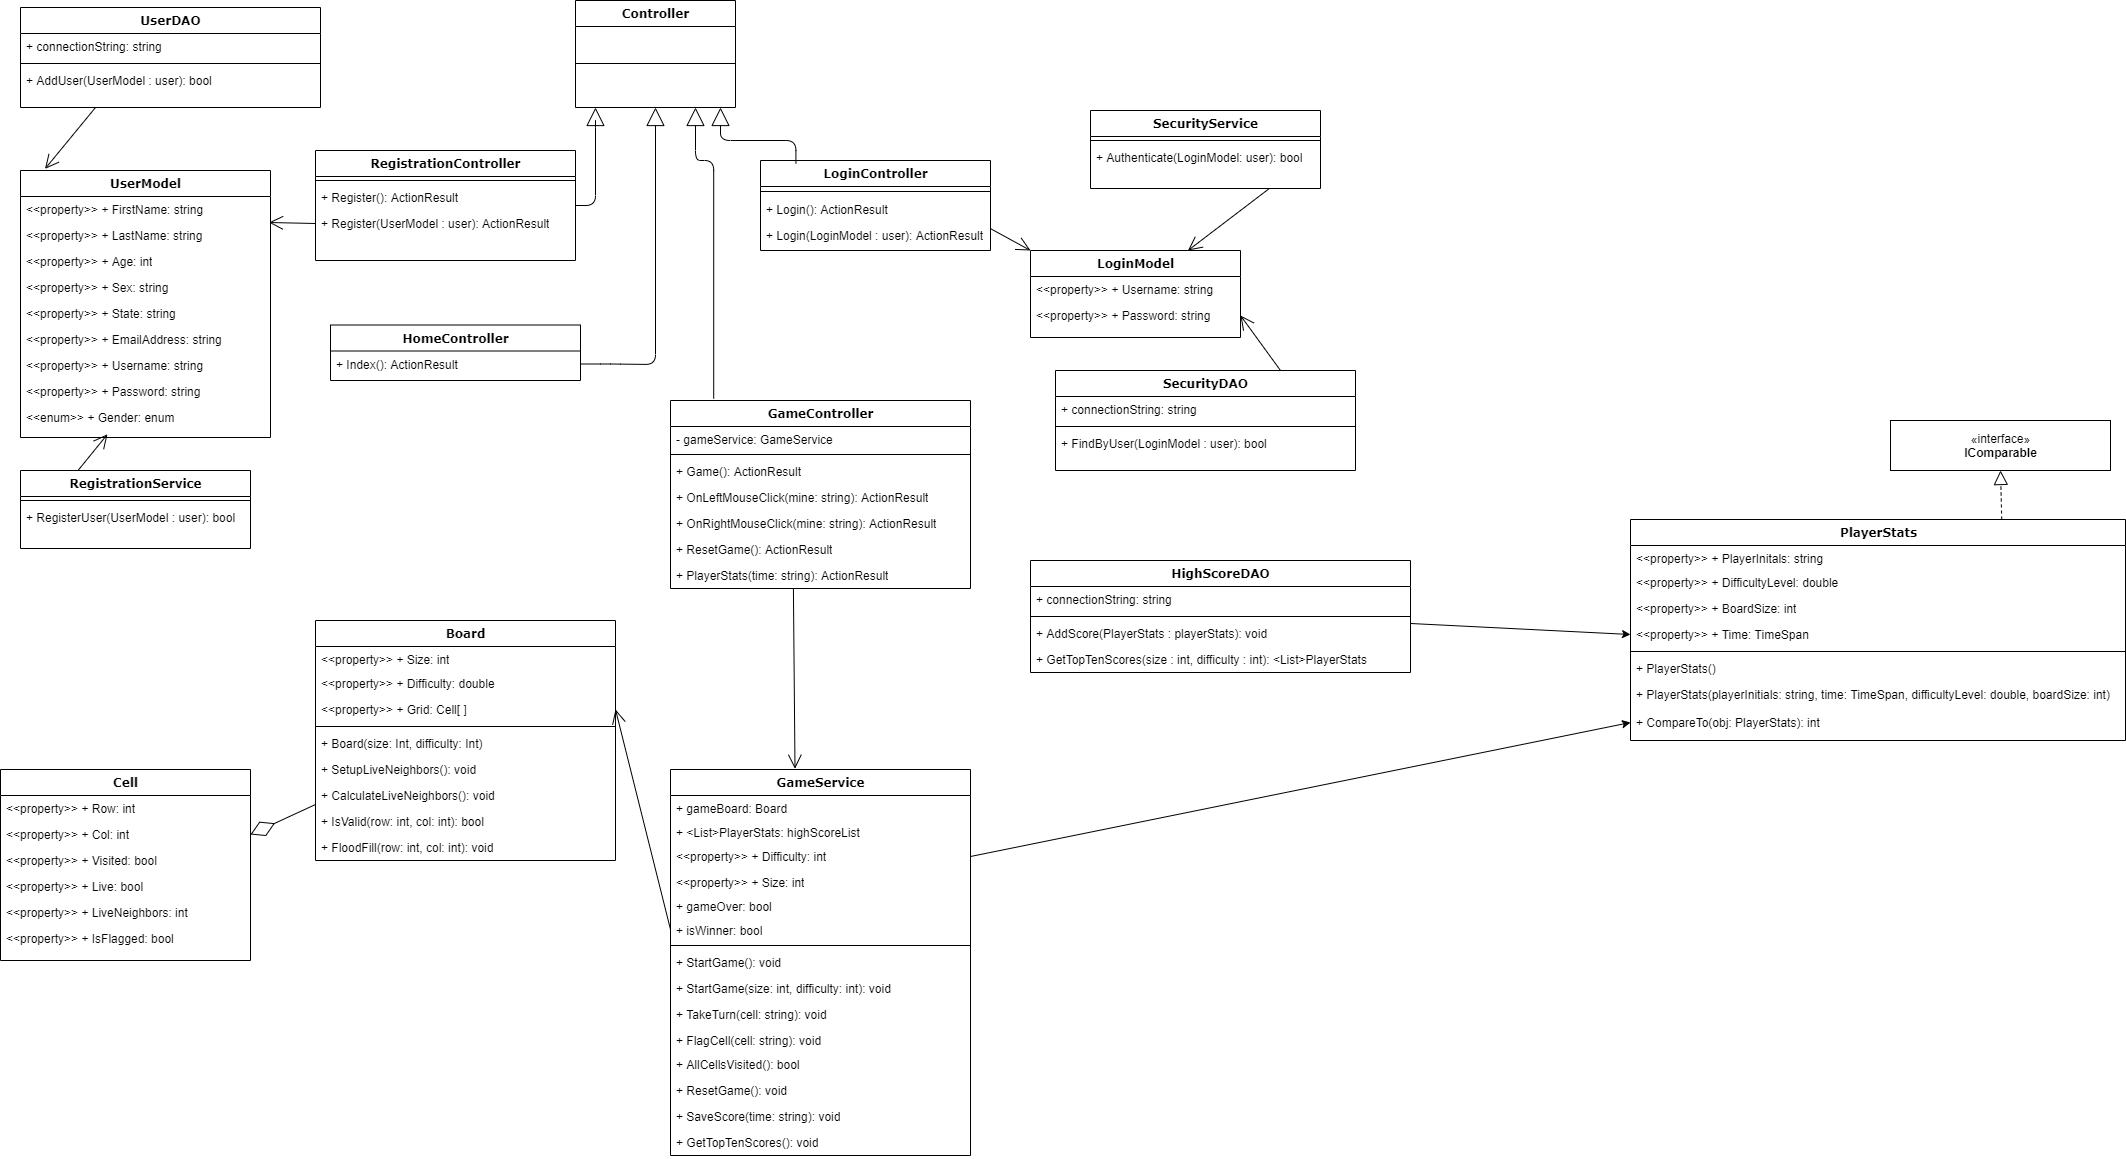 UserDAO
+ connectionString: string
+ AddUser(UserModel : user): bool
Controller
UserModel
<<property>> + FirstName: string
<<property>> + LastName: string
<<property>> + Age: int
<<property>> + Sex: string
<<property>> + State: string
<<property>> + EmailAddress: string
<<property>> + Username: string
<<property>> + Password: string
<<enum>> + Gender: enum
RegistrationController
+ Register(): ActionResult
+ Register(UserModel : user): ActionResult
LoginController
+ Login(): ActionResult
+ Login(LoginModel : user): ActionResult
SecurityService
+ Authenticate(LoginModel: user): bool
LoginModel
<<property>> + Username: string
<<property>> + Password: string
HomeController
+ Index(): ActionResult
SecurityDAO
+ connectionString: string
+ FindByUser(LoginModel : user): bool
RegistrationService
+ RegisterUser(UserModel : user): bool
GameController
- gameService: GameService
+ Game(): ActionResult
+ OnLeftMouseClick(mine: string): ActionResult
+ OnRightMouseClick(mine: string): ActionResult
+ ResetGame(): ActionResult
+ PlayerStats(time: string): ActionResult
«interface»
IComparable
PlayerStats
<<property>> + PlayerInitals: string
<<property>> + DifficultyLevel: double
<<property>> + BoardSize: int
<<property>> + Time: TimeSpan
+ PlayerStats()
+ PlayerStats(playerInitials: string, time: TimeSpan, difficultyLevel: double, boardSize: int)
+ CompareTo(obj: PlayerStats): int
HighScoreDAO
+ connectionString: string
+ AddScore(PlayerStats : playerStats): void
+ GetTopTenScores(size : int, difficulty : int): <List>PlayerStats
Board
<<property>> + Size: int
<<property>> + Difficulty: double
<<property>> + Grid: Cell[ ]
+ Board(size: Int, difficulty: Int)
+ SetupLiveNeighbors(): void
+ CalculateLiveNeighbors(): void
+ IsValid(row: int, col: int): bool
+ FloodFill(row: int, col: int): void
Cell
<<property>> + Row: int
<<property>> + Col: int
<<property>> + Visited: bool
<<property>> + Live: bool
<<property>> + LiveNeighbors: int
<<property>> + IsFlagged: bool
GameService
+ gameBoard: Board
+ <List>PlayerStats: highScoreList
<<property>> + Difficulty: int
<<property>> + Size: int
+ gameOver: bool
+ isWinner: bool
+ StartGame(): void
+ StartGame(size: int, difficulty: int): void
+ TakeTurn(cell: string): void
+ FlagCell(cell: string): void
+ AllCellsVisited(): bool
+ ResetGame(): void
+ SaveScore(time: string): void
+ GetTopTenScores(): void